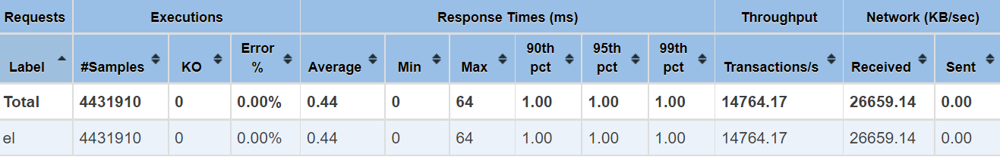 Requests Executions Response Times (ms) Throughput Network (KB/sec)
Label #Samples KO Error % Average Min Max 90th pct 95th pct 99th pct Transactions/s Received Sent
Total 4431910 0 0.00% 0.44 0 64 1.00 1.00 1.00 14764.17 26659.14 0.00
el 4431910 0 0.00% 0.44 0 64 1.00 1.00 1.00 14764.17 26659.14 0.00